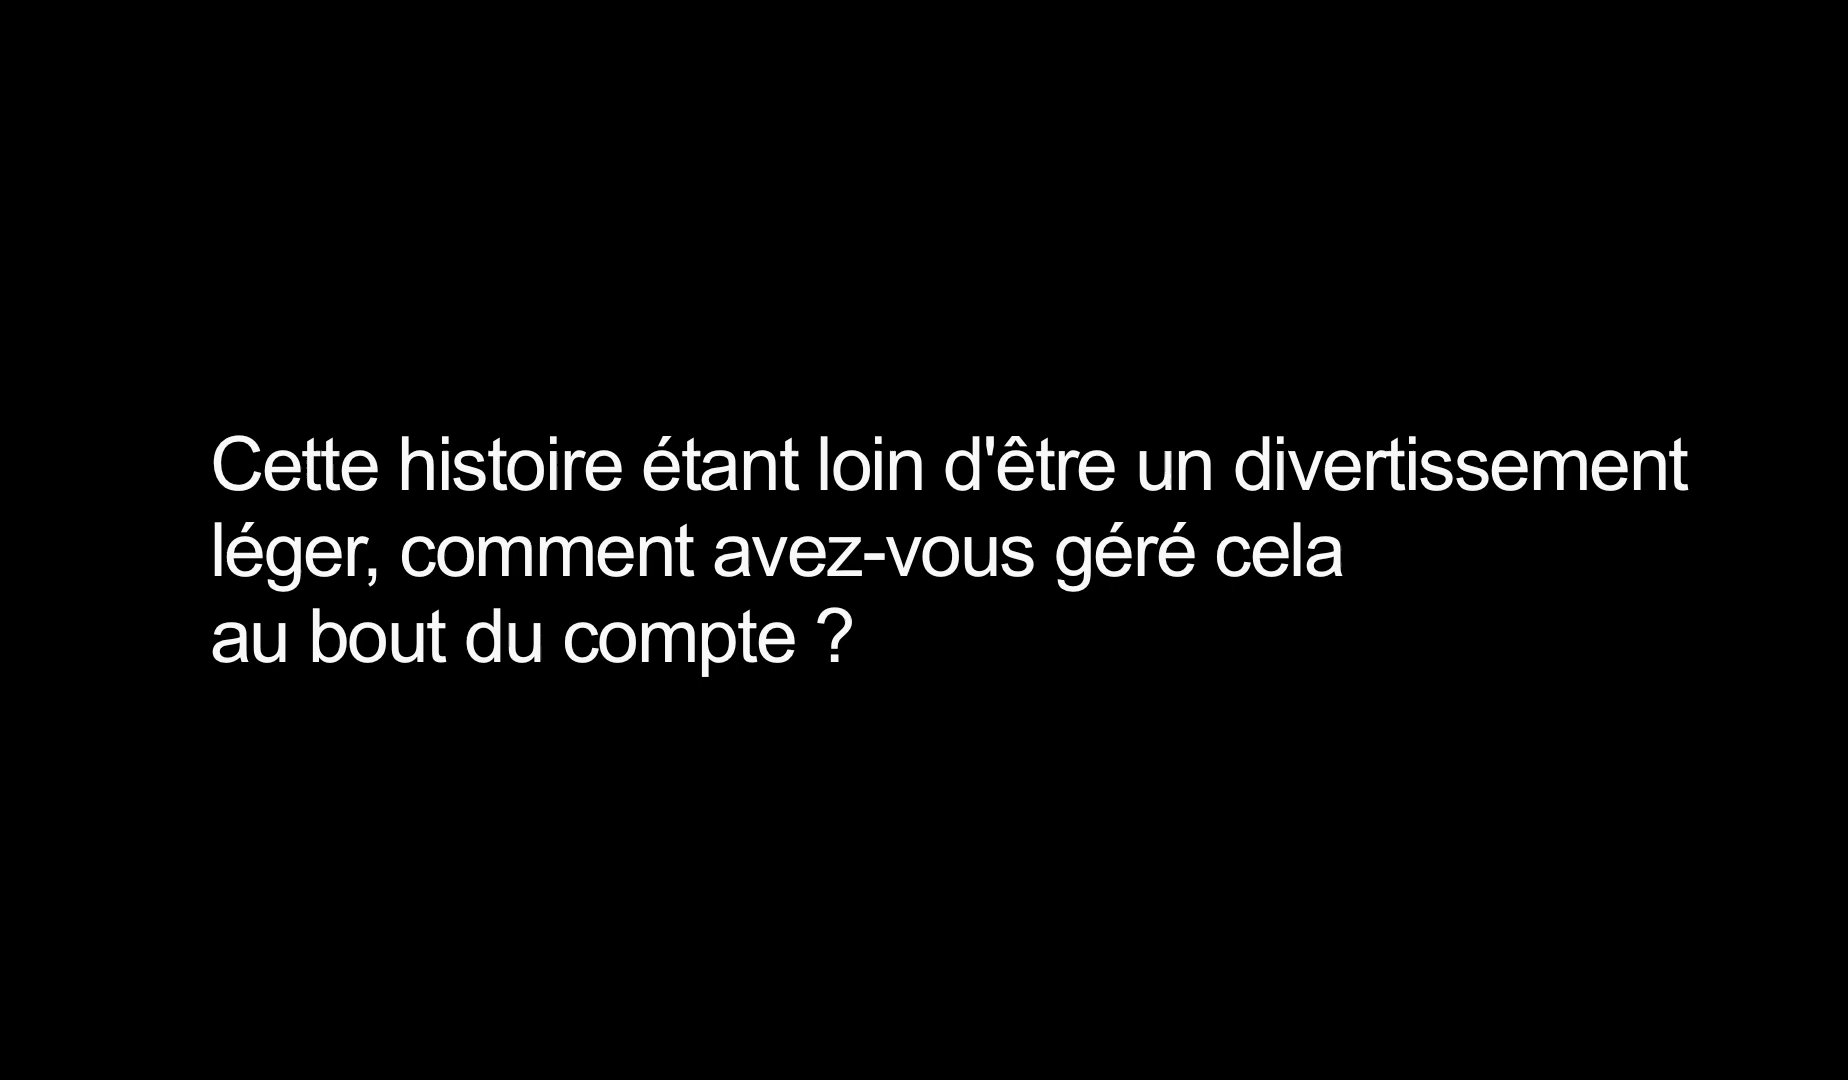 Cette histoire étant loin d'être un divertissement
léger, comment avez-vous géré cela
au bout du compte ?